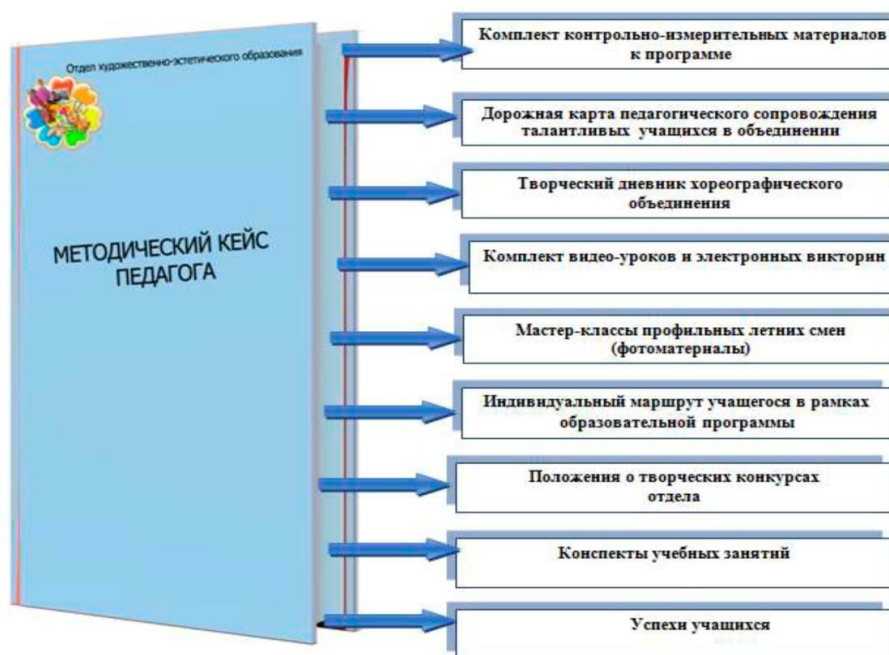 Отдел художественно-эстетического образования
МЕТОДИЧЕСКИЙ КЕЙС
ПЕДАГОГА
Комплект контрольно-измерительных материалов
к программе
Дорожная карта педагогического сопровождения
талантливых учащихся в объединении
Творческий дневник хореографического
объединения
Комплект видео-уроков и электронных викторин
Мастер-классы профильных летних смен
(фотоматериалы)
Индивидуальный маршрут учащегося в рамках
образовательной программы
Положения о творческих конкурсах
отдела
Конспекты учебных занятий
Успехи учащихся